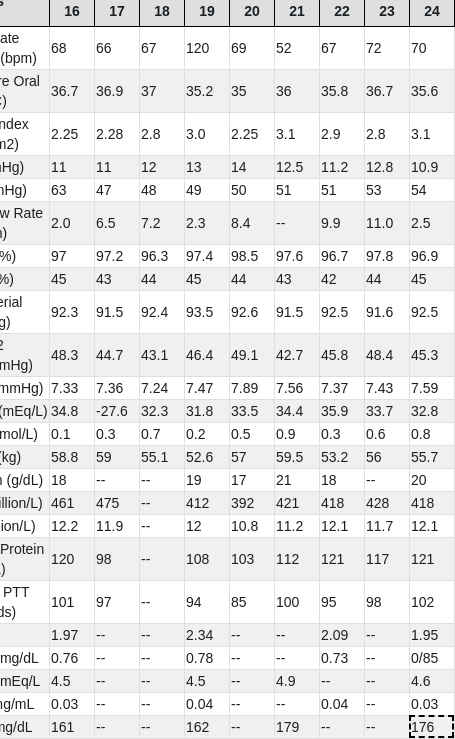 16 17 18 19 20 21 22 23 24
ate
(bpm) 68 66 67 120 69 52 67 72 70
re Oral
C) 36.7 36.9 37 35.2 35 36 35.8 36.7 35.6
ndex
m2) 2.25 2.28 2.8 3.0 2.25 3.1 2.9 2.8 3.1
mHg) 11 11 12 13 14 12.5 11.2 12.8 10.9
mHg) 63 47 48 49 50 51 51 53 54
w Rate
n) 2.0 6.5 7.2 2.3 8.4 -- 9.9 11.0 2.5
%) 97 97.2 96.3 97.4 98.5 97.6 96.7 97.8 96.9
%) 45 43 44 45 44 43 42 44 45
erial
g) 92.3 91.5 92.4 93.5 92.6 91.5 92.5 91.6 92.5
2
mHg) 48.3 44.7 43.1 46.4 49.1 42.7 45.8 48.4 45.3
mmHg) 7.33 7.36 7.24 7.47 7.89 7.56 7.37 7.43 7.59
(mEq/L) 34.8 -27.6 32.3 31.8 33.5 34.4 35.9 33.7 32.8
mol/L) 0.1 0.3 0.7 0.2 0.5 0.9 0.3 0.6 0.8
(kg) 58.8 59 55.1 52.6 57 59.5 53.2 56 55.7
n (g/dL) 18 -- -- 19 17 21 18 -- 20
illion/L) 461 475 -- 412 392 421 418 428 418
ion/L) 12.2 11.9 -- 12 10.8 11.2 12.1 11.7 12.1
Protein
) 120 98 -- 108 103 112 121 117 121
PTT
ds) 101 97 -- 94 85 100 95 98 102
1.97 -- -- 2.34 -- -- 2.09 -- 1.95
mg/dL 0.76 -- -- 0.78 -- -- 0.73 -- 0/85
mEq/L 4.5 -- -- 4.5 -- 4.9 -- -- 4.6
ng/mL 0.03 -- -- 0.04 -- -- 0.04 -- 0.03
mg/dL 161 -- -- 162 -- 179 -- -- 176